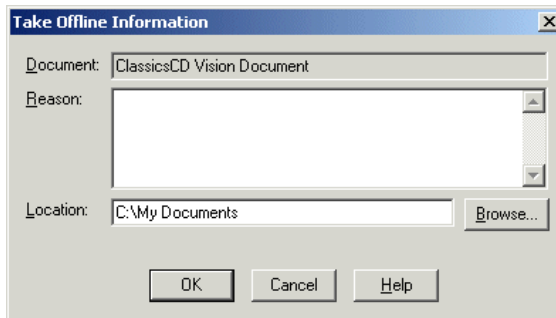 Take Offline Information
Document: ClassicsCD Vision Document
Reason:
Location: C:\My Documents Browse...
OK Cancel Help